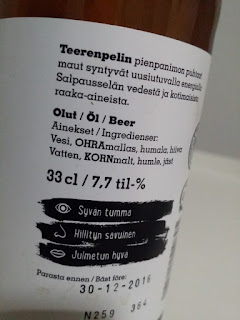 Teerenpelin pienpanimon puhtaat
maut syntyvät uusiutuvalla energialla
Salpausselän vedestä ja kotimaisista
raaka-aineista.
Olut / Öl / Beer
Ainekset / Ingredienser:
Vesi, OHRAmallas, humala, hiiva
Vatten, KORNmalt, humle, jäst
33 cl / 7,7 til-%
Syvän tumma
Hillityn savuinen
Julmetun hyvä
Parasta ennen / Bäst före:
30-12-2016
N259 364